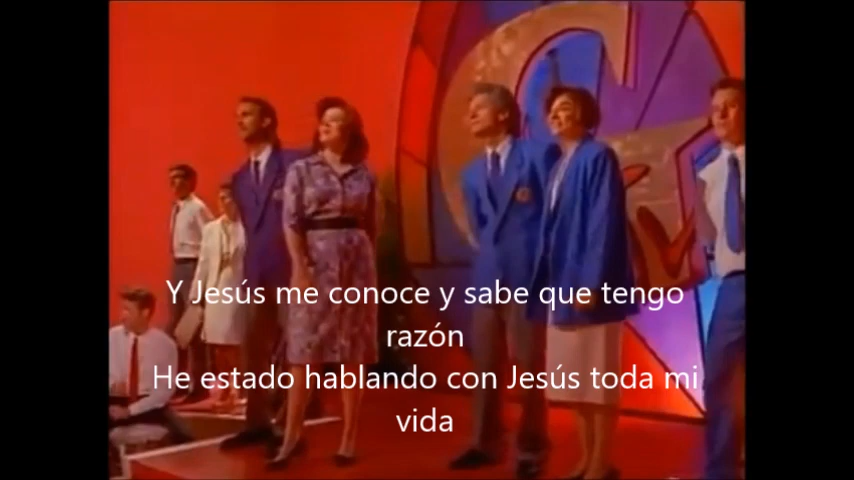 Y Jesús me conoce y sabe que tengo
razón
He estado hablando con Jesús toda mi
vida